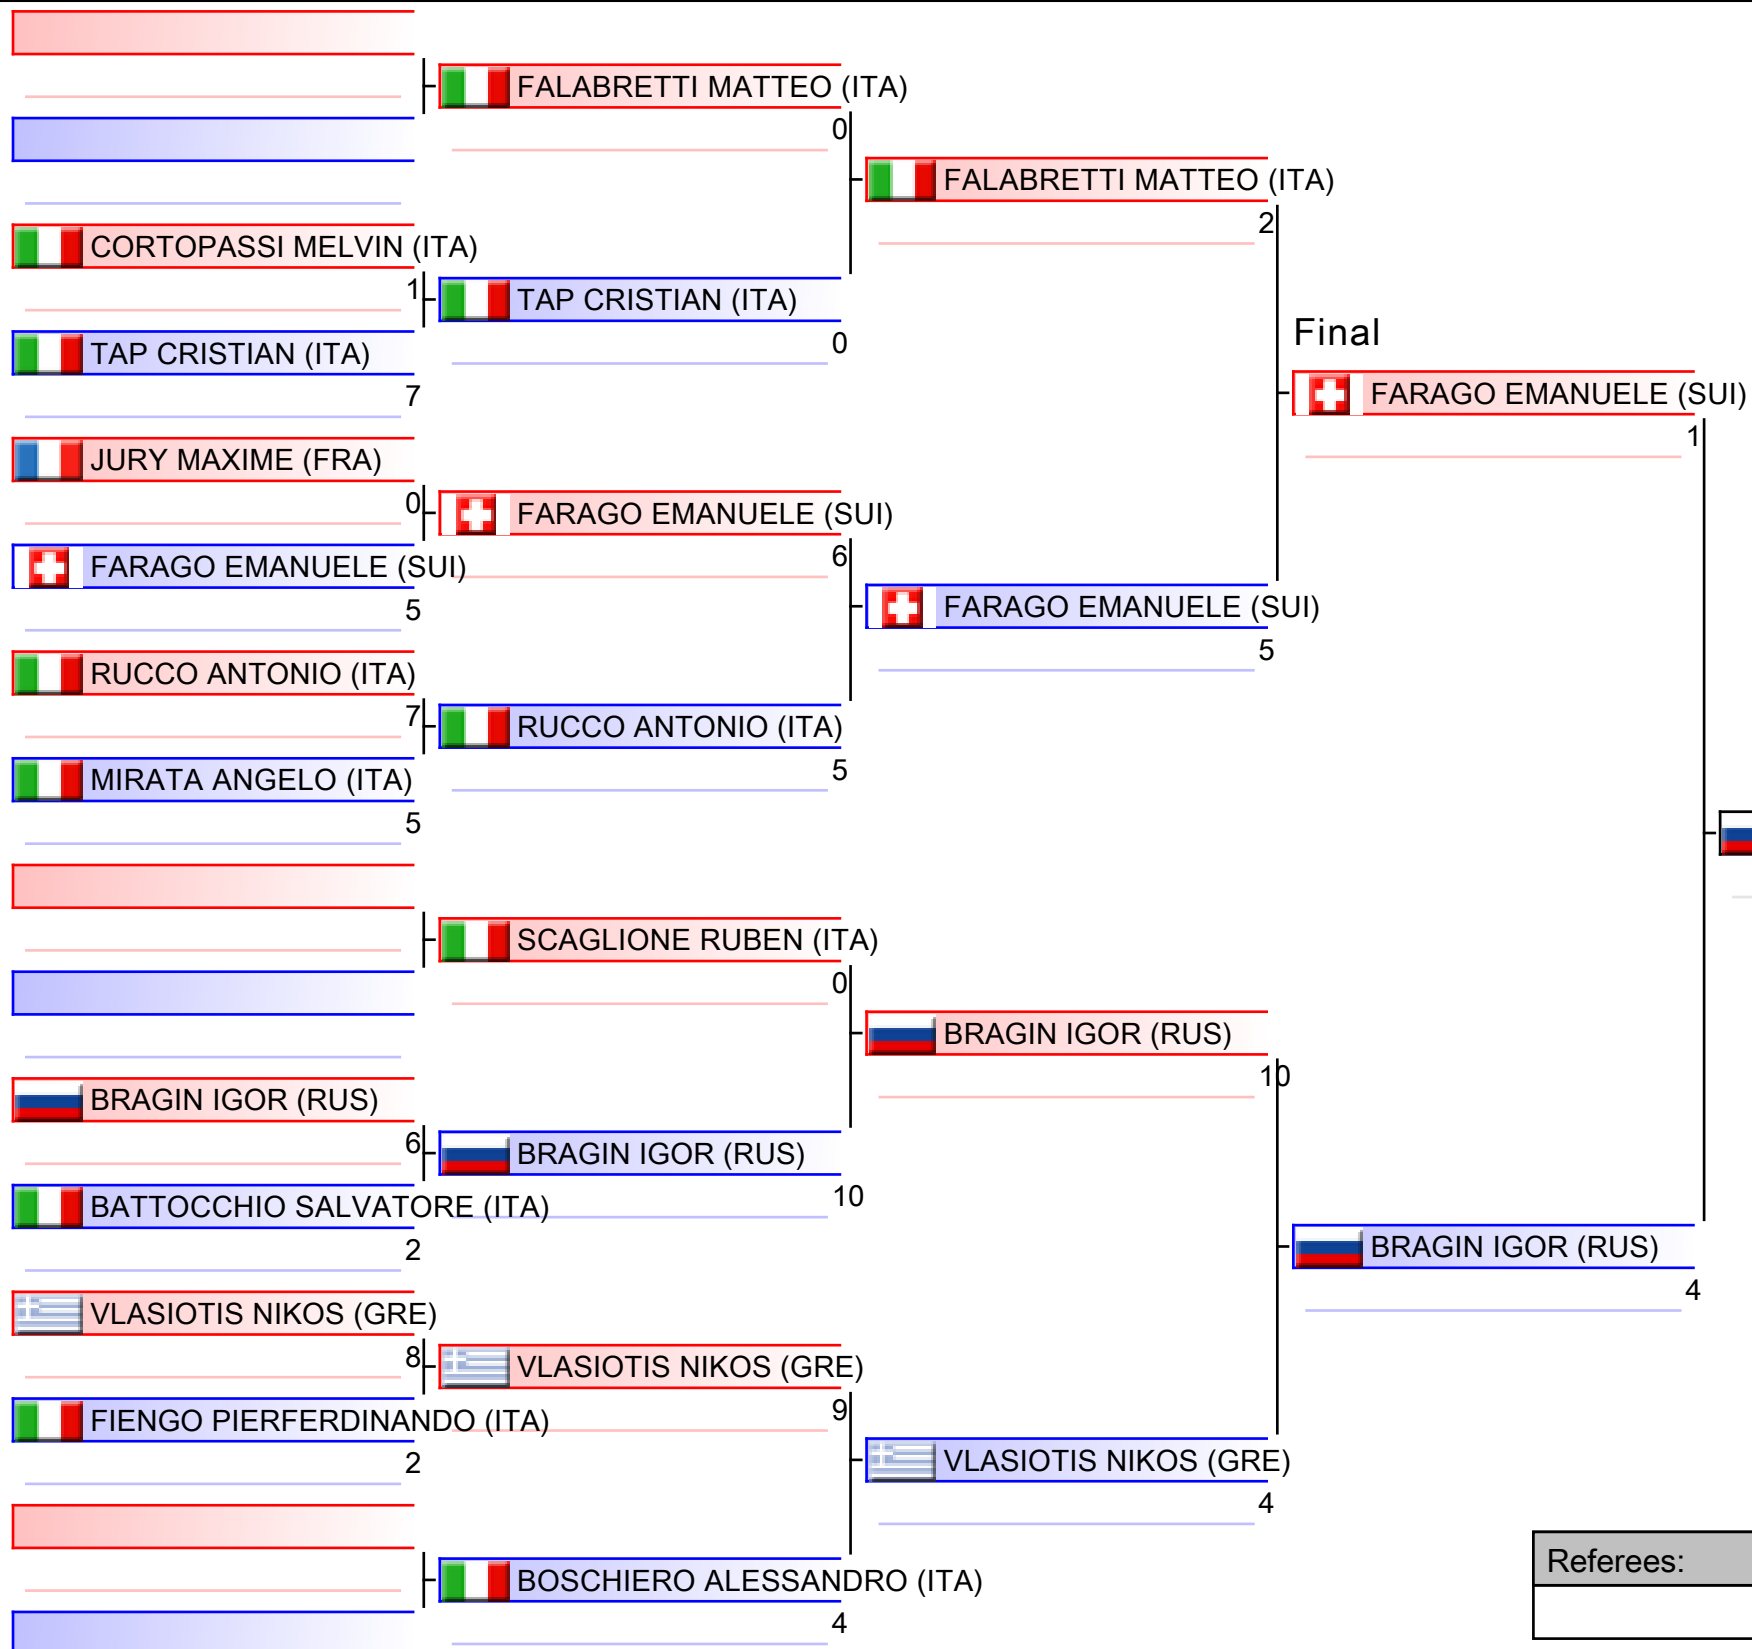 FALABRETTI MATTEO (ITA)
0
FALABRETTI MATTEO (ITA)
2
CORTOPASSI MELVIN (ITA)
1
TAP CRISTIAN (ITA)
0
TAP CRISTIAN (ITA)
7
Final
FARAGO EMANUELE (SUI)
1
JURY MAXIME (FRA)
0
FARAGO EMANUELE (SUI)
6
FARAGO EMANUELE (SUI)
5
FARAGO EMANUELE (SUI)
5
RUCCO ANTONIO (ITA)
7
RUCCO ANTONIO (ITA)
5
MIRATA ANGELO (ITA)
5
SCAGLIONE RUBEN (ITA)
0
BRAGIN IGOR (RUS)
10
BRAGIN IGOR (RUS)
6
BRAGIN IGOR (RUS)
10
BATTOCCHIO SALVATORE (ITA)
2
BRAGIN IGOR (RUS)
4
VLASIOTIS NIKOS (GRE)
8
VLASIOTIS NIKOS (GRE)
9
FIENGO PIERFERDINANDO (ITA)
2
VLASIOTIS NIKOS (GRE)
4
BOSCHIERO ALESSANDRO (ITA)
4
Referees: